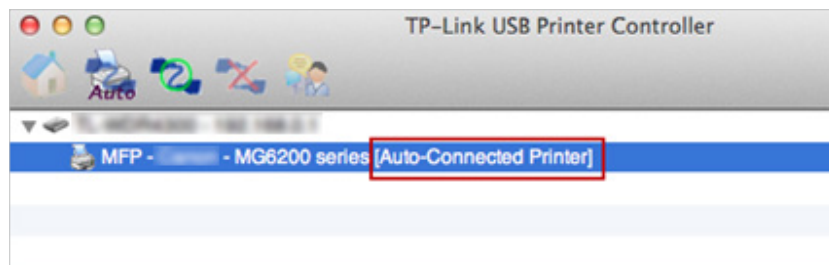 TP-Link USB Printer Controller
Auto
MFP - - MG6200 series [Auto-Connected Printer]